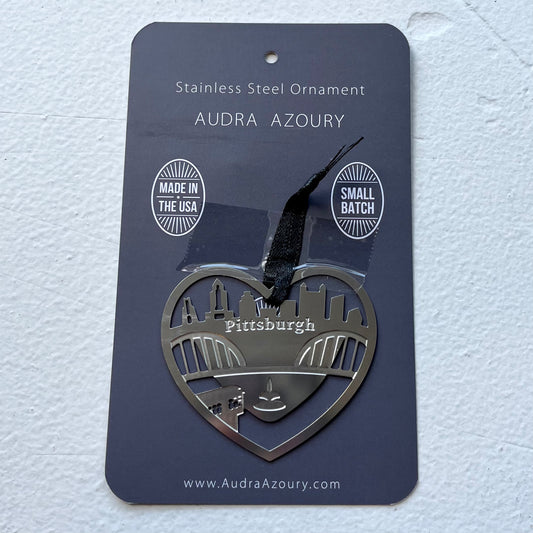 Stainless Steel Ornament
AUDRA AZOURY
MADE IN
THE USA
SMALL
BATCH
Pittsburgh
www.AudraAzoury.com